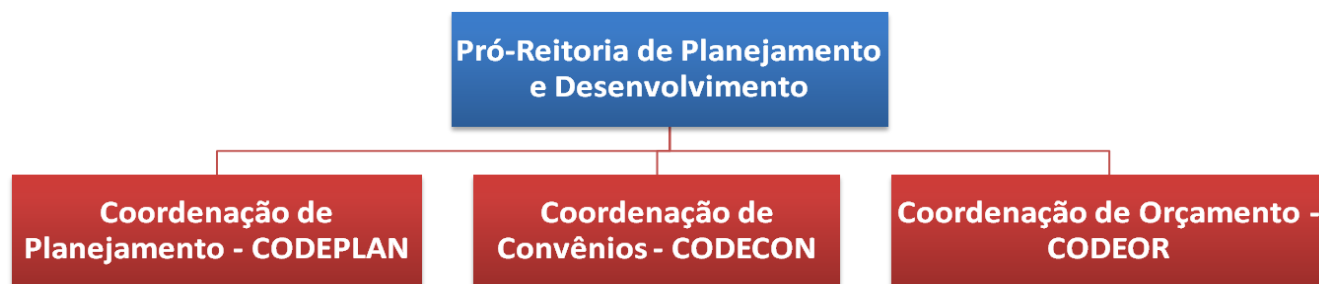 Pró-Reitoria de Planejamento
e Desenvolvimento
Coordenação de
Planejamento - CODEPLAN
Coordenação de
Convênios - CODECON
Coordenação de Orçamento -
CODEOR